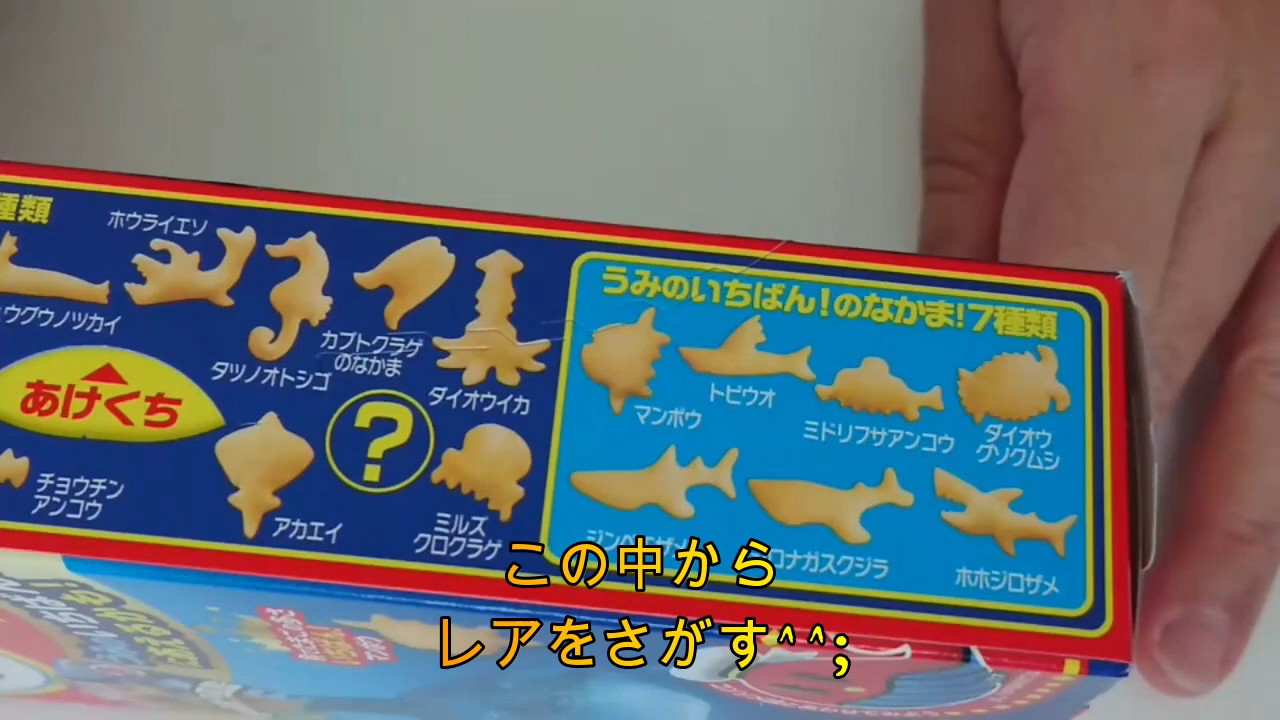 種類
ホウライエソ
ウグウノツカイ
タツノオトシゴ
カブトクラゲ
のなかま
ダイオウイカ
あけくち
?
チョウチン
アンコウ
アカエイ
ミルズ
クロクラゲ
うみのいちばん!のなかま!7種類
マンボウ
トビウオ
ミドリフサアンコウ
ダイオウ
グソクムシ
ロナガスクジラ
ホホジロザメ
この中から
レアをさがす^^;